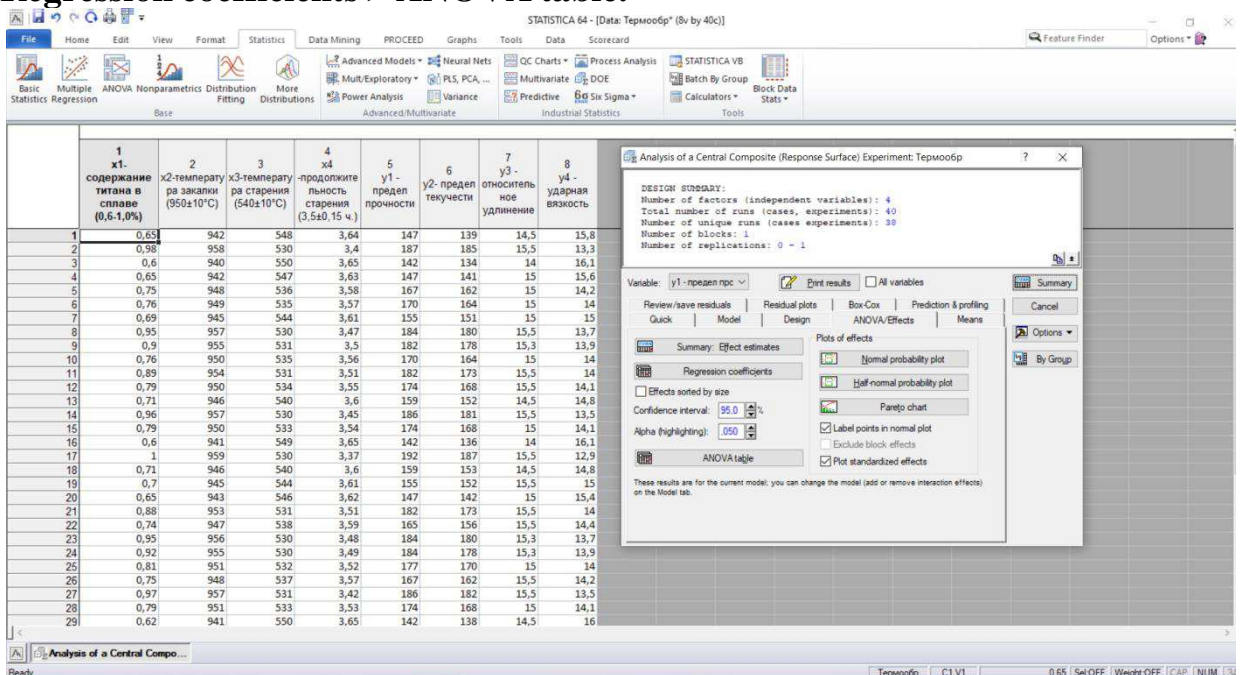 Regression coefficients / ANOVA table.
STATISTICA 64 - [Data: Термообр* (8v by 40c)]
File Home Edit View Format Statistics Data Mining PROCEED Graphs Tools Data Scorecard Feature Finder Options
Advanced Models Neural Nets QC Charts Process Analysis STATISTICA VB
Mult/Exploratory PLS, PCA, ... Multivariate DOE Batch By Group
Power Analysis Variance Predictive Six Sigma Calculators
Basic Statistics Multiple Regression ANOVA Nonparametrics Distribution Fitting More Distributions Block Data Stats
Base Advanced/Multivariate Industrial Statistics Tools
1 x1- содержание титана в сплаве (0,6-1,0%)
2 x2-температу ра закалки (950±10°C)
3 x3-температу ра старения (540±10°C)
4 x4 -продолжите льность старения (3,5±0,15 ч.)
5 y1 - предел прочности
6 y2- предел текучести
7 y3 - относитель ное удлинение
8 y4 - ударная вязкость
1 0,65 942 548 3,64 147 139 14,5 15,8
2 0,98 958 530 3,4 187 185 15,5 13,3
3 0,6 940 550 3,65 142 134 14 16,1
4 0,65 942 547 3,63 147 141 15 15,6
5 0,75 948 536 3,58 167 162 15 14,2
6 0,76 949 535 3,57 170 164 15 14
7 0,69 945 544 3,61 155 151 15 15
8 0,95 957 530 3,47 184 180 15,5 13,7
9 0,9 955 531 3,5 182 178 15,3 13,9
10 0,76 950 535 3,56 170 164 15 14
11 0,89 954 531 3,51 182 173 15,5 14
12 0,79 950 534 3,55 174 168 15,5 14,1
13 0,71 946 540 3,6 159 152 14,5 14,8
14 0,96 957 530 3,45 186 181 15,5 13,5
15 0,79 950 533 3,54 174 168 15 14,1
16 0,6 941 549 3,65 142 136 14 16,1
17 1 959 530 3,37 192 187 15,5 12,9
18 0,71 946 540 3,6 159 153 14,5 14,8
19 0,7 945 544 3,61 155 152 15,5 15
20 0,65 943 546 3,62 147 142 15 15,4
21 0,88 953 531 3,51 182 173 15,5 14
22 0,74 947 538 3,59 165 156 15,5 14,4
23 0,95 956 530 3,48 184 180 15,3 13,7
24 0,92 955 530 3,49 184 178 15,3 13,9
25 0,81 951 532 3,52 177 170 15 14
26 0,75 948 537 3,57 167 162 15,5 14,2
27 0,97 957 531 3,42 186 182 15,5 13,5
28 0,79 951 533 3,53 174 168 15 14,1
29 0,62 941 550 3,65 142 138 14,5 16
Analysis of a Central Composite (Response Surface) Experiment: Термообр ? X
DESIGN SUMMARY:
Number of factors (independent variables): 4
Total number of runs (cases, experiments): 40
Number of unique runs (cases experiments): 38
Number of blocks: 1
Number of replications: 0 - 1
Variable: y1 - предел прс Print results All variables Summary
Review/save residuals Residual plots Box-Cox Prediction & profiling Cancel
Quick Model Design ANOVA/Effects Means Options
Summary: Effect estimates Plots of effects By Group
Regression coefficients Normal probability plot
Effects sorted by size Half-normal probability plot
Confidence interval: 95.0 % Pareto chart
Alpha (highlighting): .050 Label points in normal plot
Exclude block effects
ANOVA table Plot standardized effects
These results are for the current model; you can change the model (add or remove interaction effects)
on the Model tab.
Analysis of a Central Compo...
Ready Термообр C1 V1 0,65 Sel:OFF Weight:OFF CAP NUM